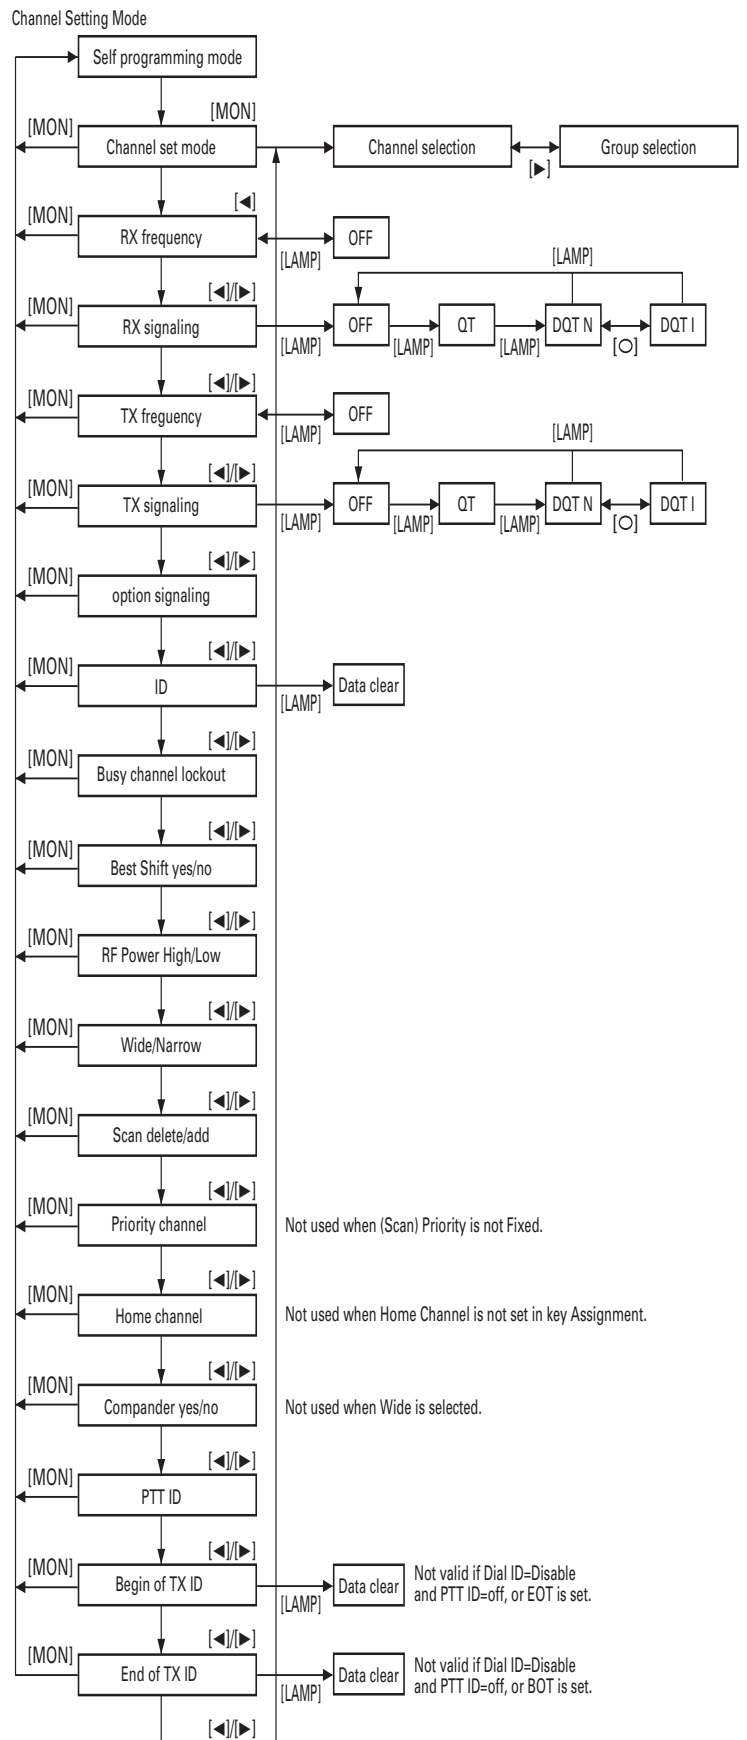 Channel Setting Mode
Self programming mode
[MON]
[MON]
Channel set mode
Channel selection
Group selection
[▶]
[◀]
[MON]
RX frequency
OFF
[LAMP]
[LAMP]
[◀]/[▶]
[MON]
RX signaling
OFF
QT
DQT N
DQT I
[LAMP]
[LAMP]
[LAMP]
[○]
[◀]/[▶]
[MON]
TX freguency
OFF
[LAMP]
[LAMP]
[◀]/[▶]
[MON]
TX signaling
OFF
QT
DQT N
DQT I
[LAMP]
[LAMP]
[LAMP]
[○]
[◀]/[▶]
[MON]
option signaling
[◀]/[▶]
[MON]
ID
Data clear
[LAMP]
[◀]/[▶]
[MON]
Busy channel lockout
[◀]/[▶]
[MON]
Best Shift yes/no
[◀]/[▶]
[MON]
RF Power High/Low
[◀]/[▶]
[MON]
Wide/Narrow
[◀]/[▶]
[MON]
Scan delete/add
[◀]/[▶]
[MON]
Priority channel
Not used when (Scan) Priority is not Fixed.
[◀]/[▶]
[MON]
Home channel
Not used when Home Channel is not set in key Assignment.
[◀]/[▶]
[MON]
Compander yes/no
Not used when Wide is selected.
[◀]/[▶]
[MON]
PTT ID
[◀]/[▶]
[MON]
Begin of TX ID
Data clear
[LAMP]
Not valid if Dial ID=Disable
and PTT ID=off, or EOT is set.
[◀]/[▶]
[MON]
End of TX ID
Data clear
[LAMP]
Not valid if Dial ID=Disable
and PTT ID=off, or BOT is set.
[◀]/[▶]